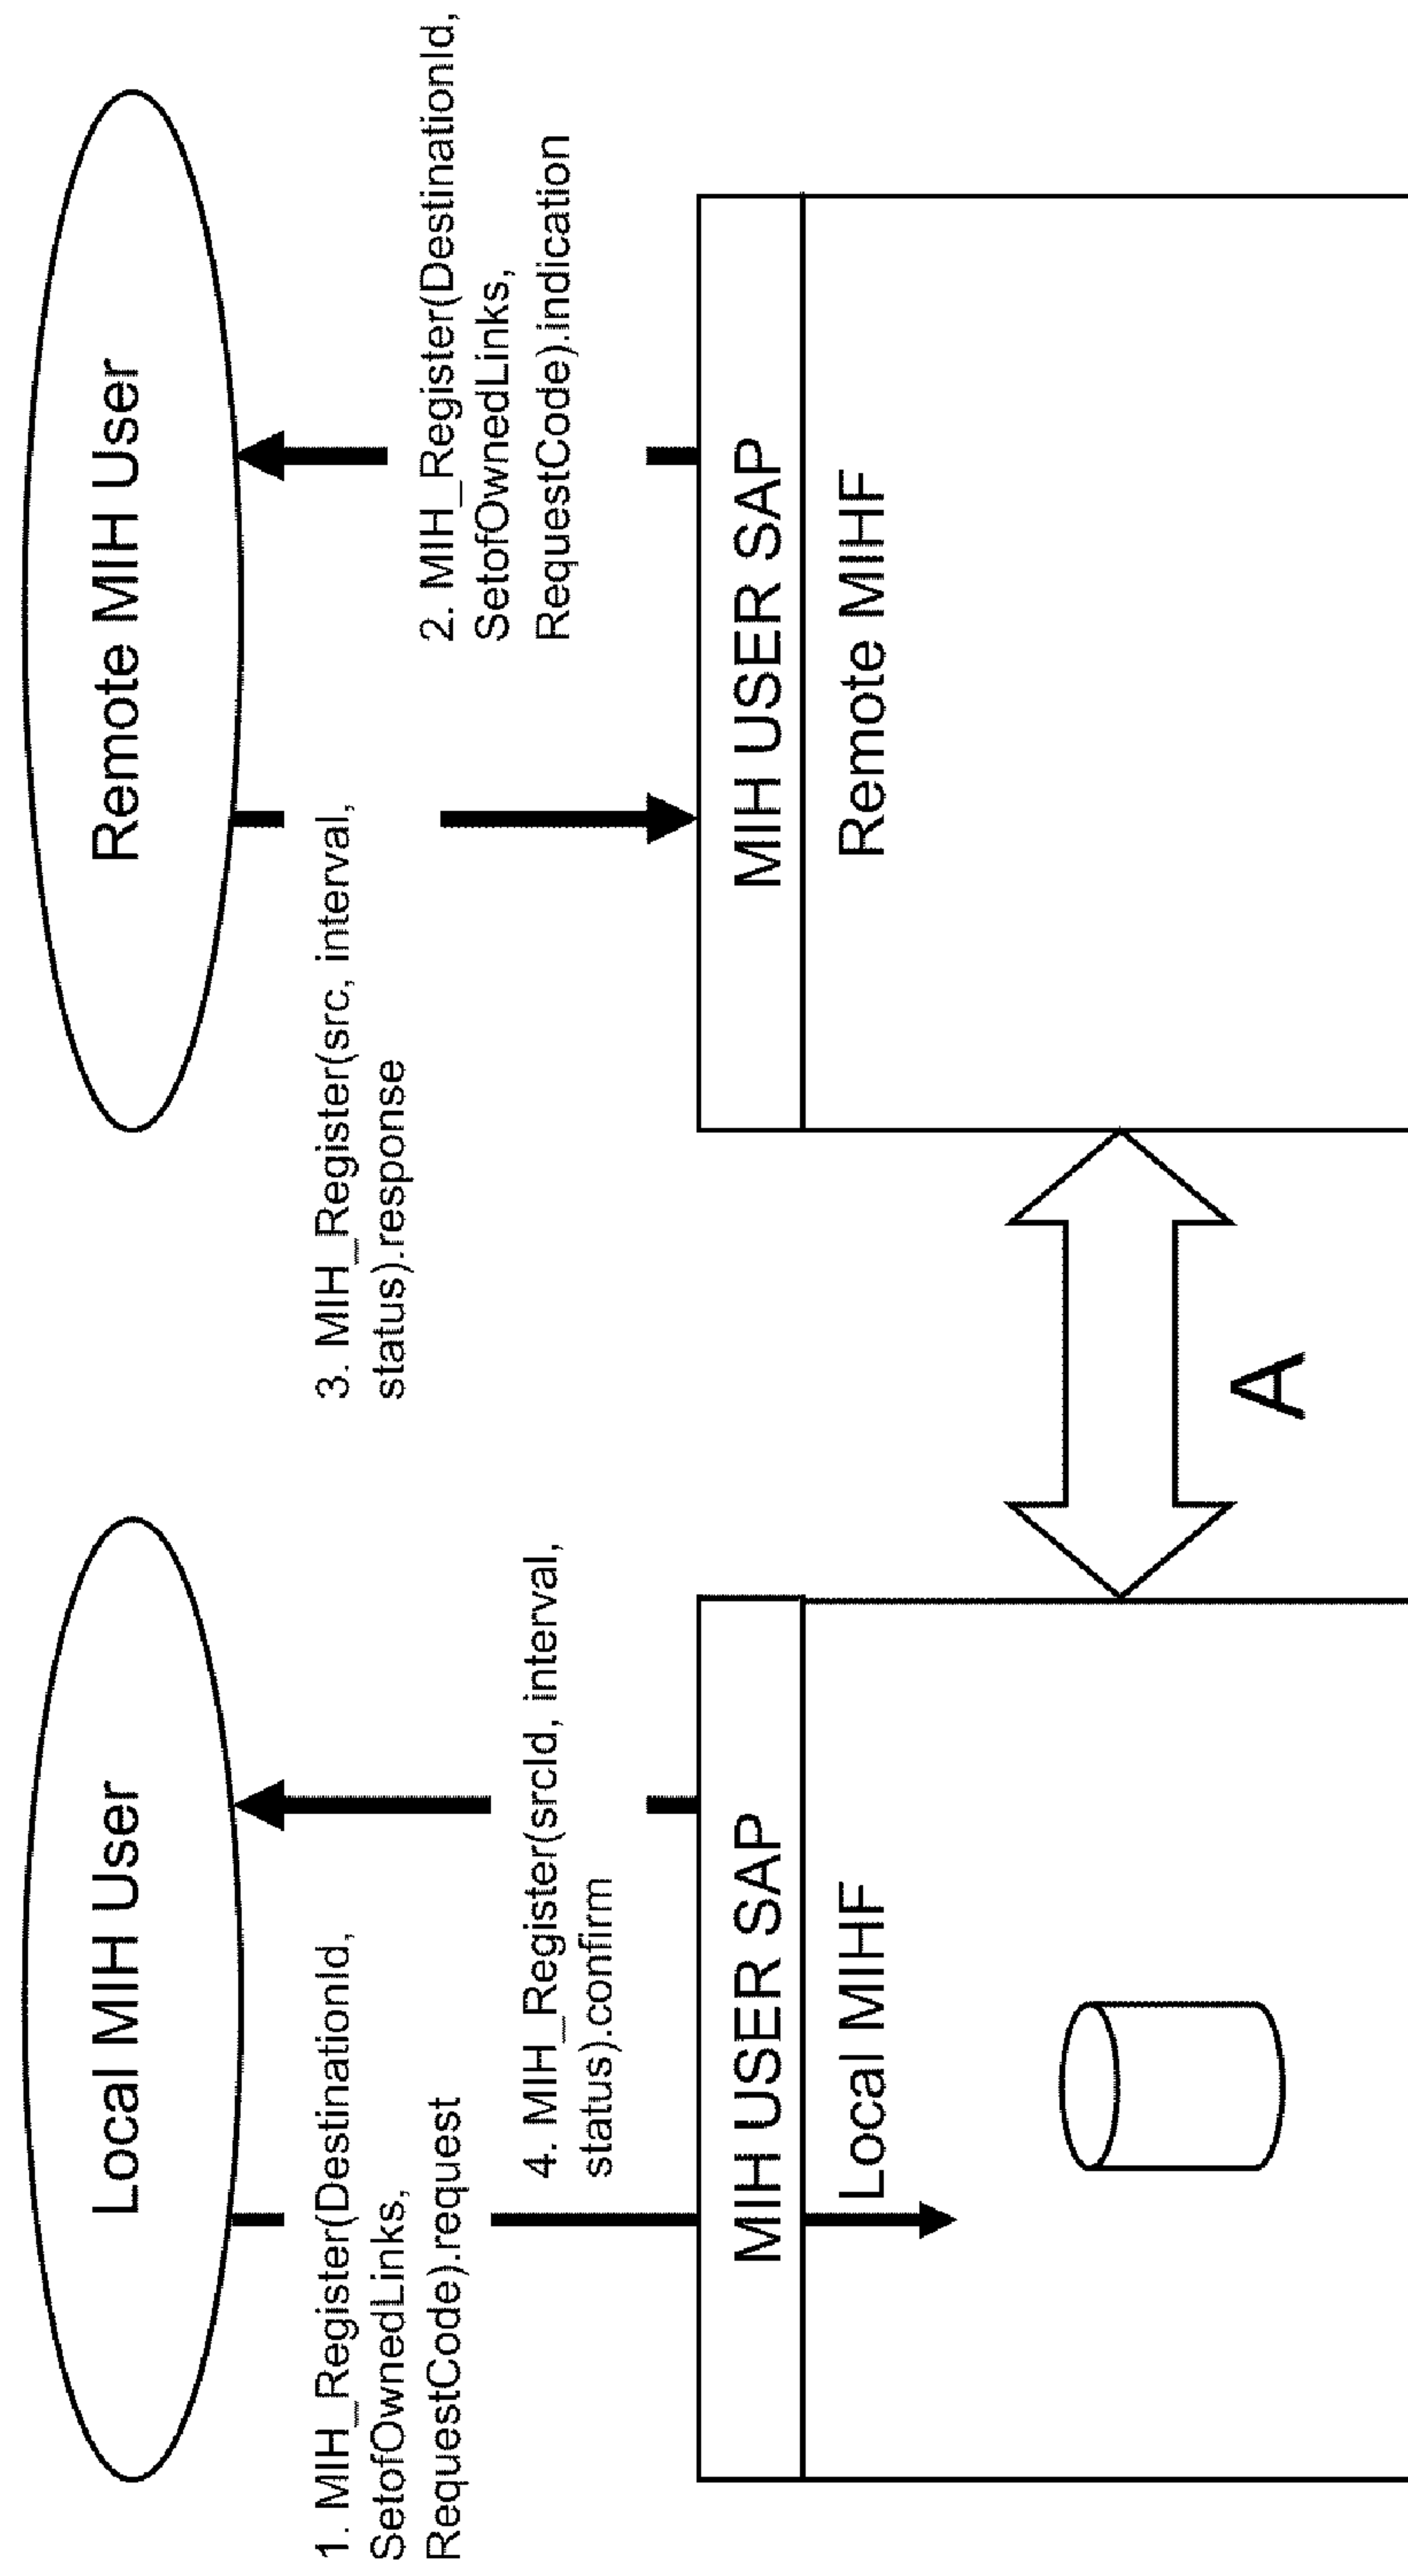 Local MIH User
Remote MIH User
1. MIH_Register(DestinationId,
SetofOwnedLinks,
RequestCode).request
4. MIH_Register(srcId, interval,
status).confirm
3. MIH_Register(src, interval,
status).response
2. MIH_Register(DestinationId,
SetofOwnedLinks,
RequestCode).indication
MIH USER SAP
Local MIHF
MIH USER SAP
Remote MIHF
A